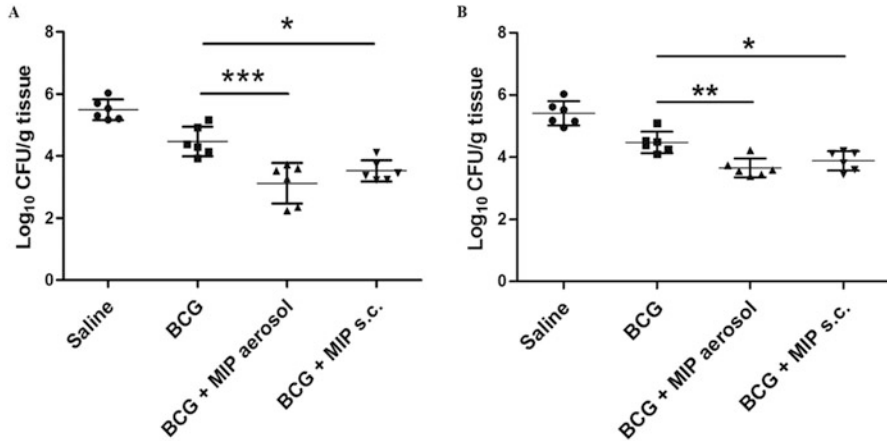 A
Log10 CFU/g tissue
8
6
4
2
0
*
***
Saline
BCG
BCG + MIP aerosol
BCG + MIP s.c.
B
Log10 CFU/g tissue
8
6
4
2
0
*
**
Saline
BCG
BCG + MIP aerosol
BCG + MIP s.c.